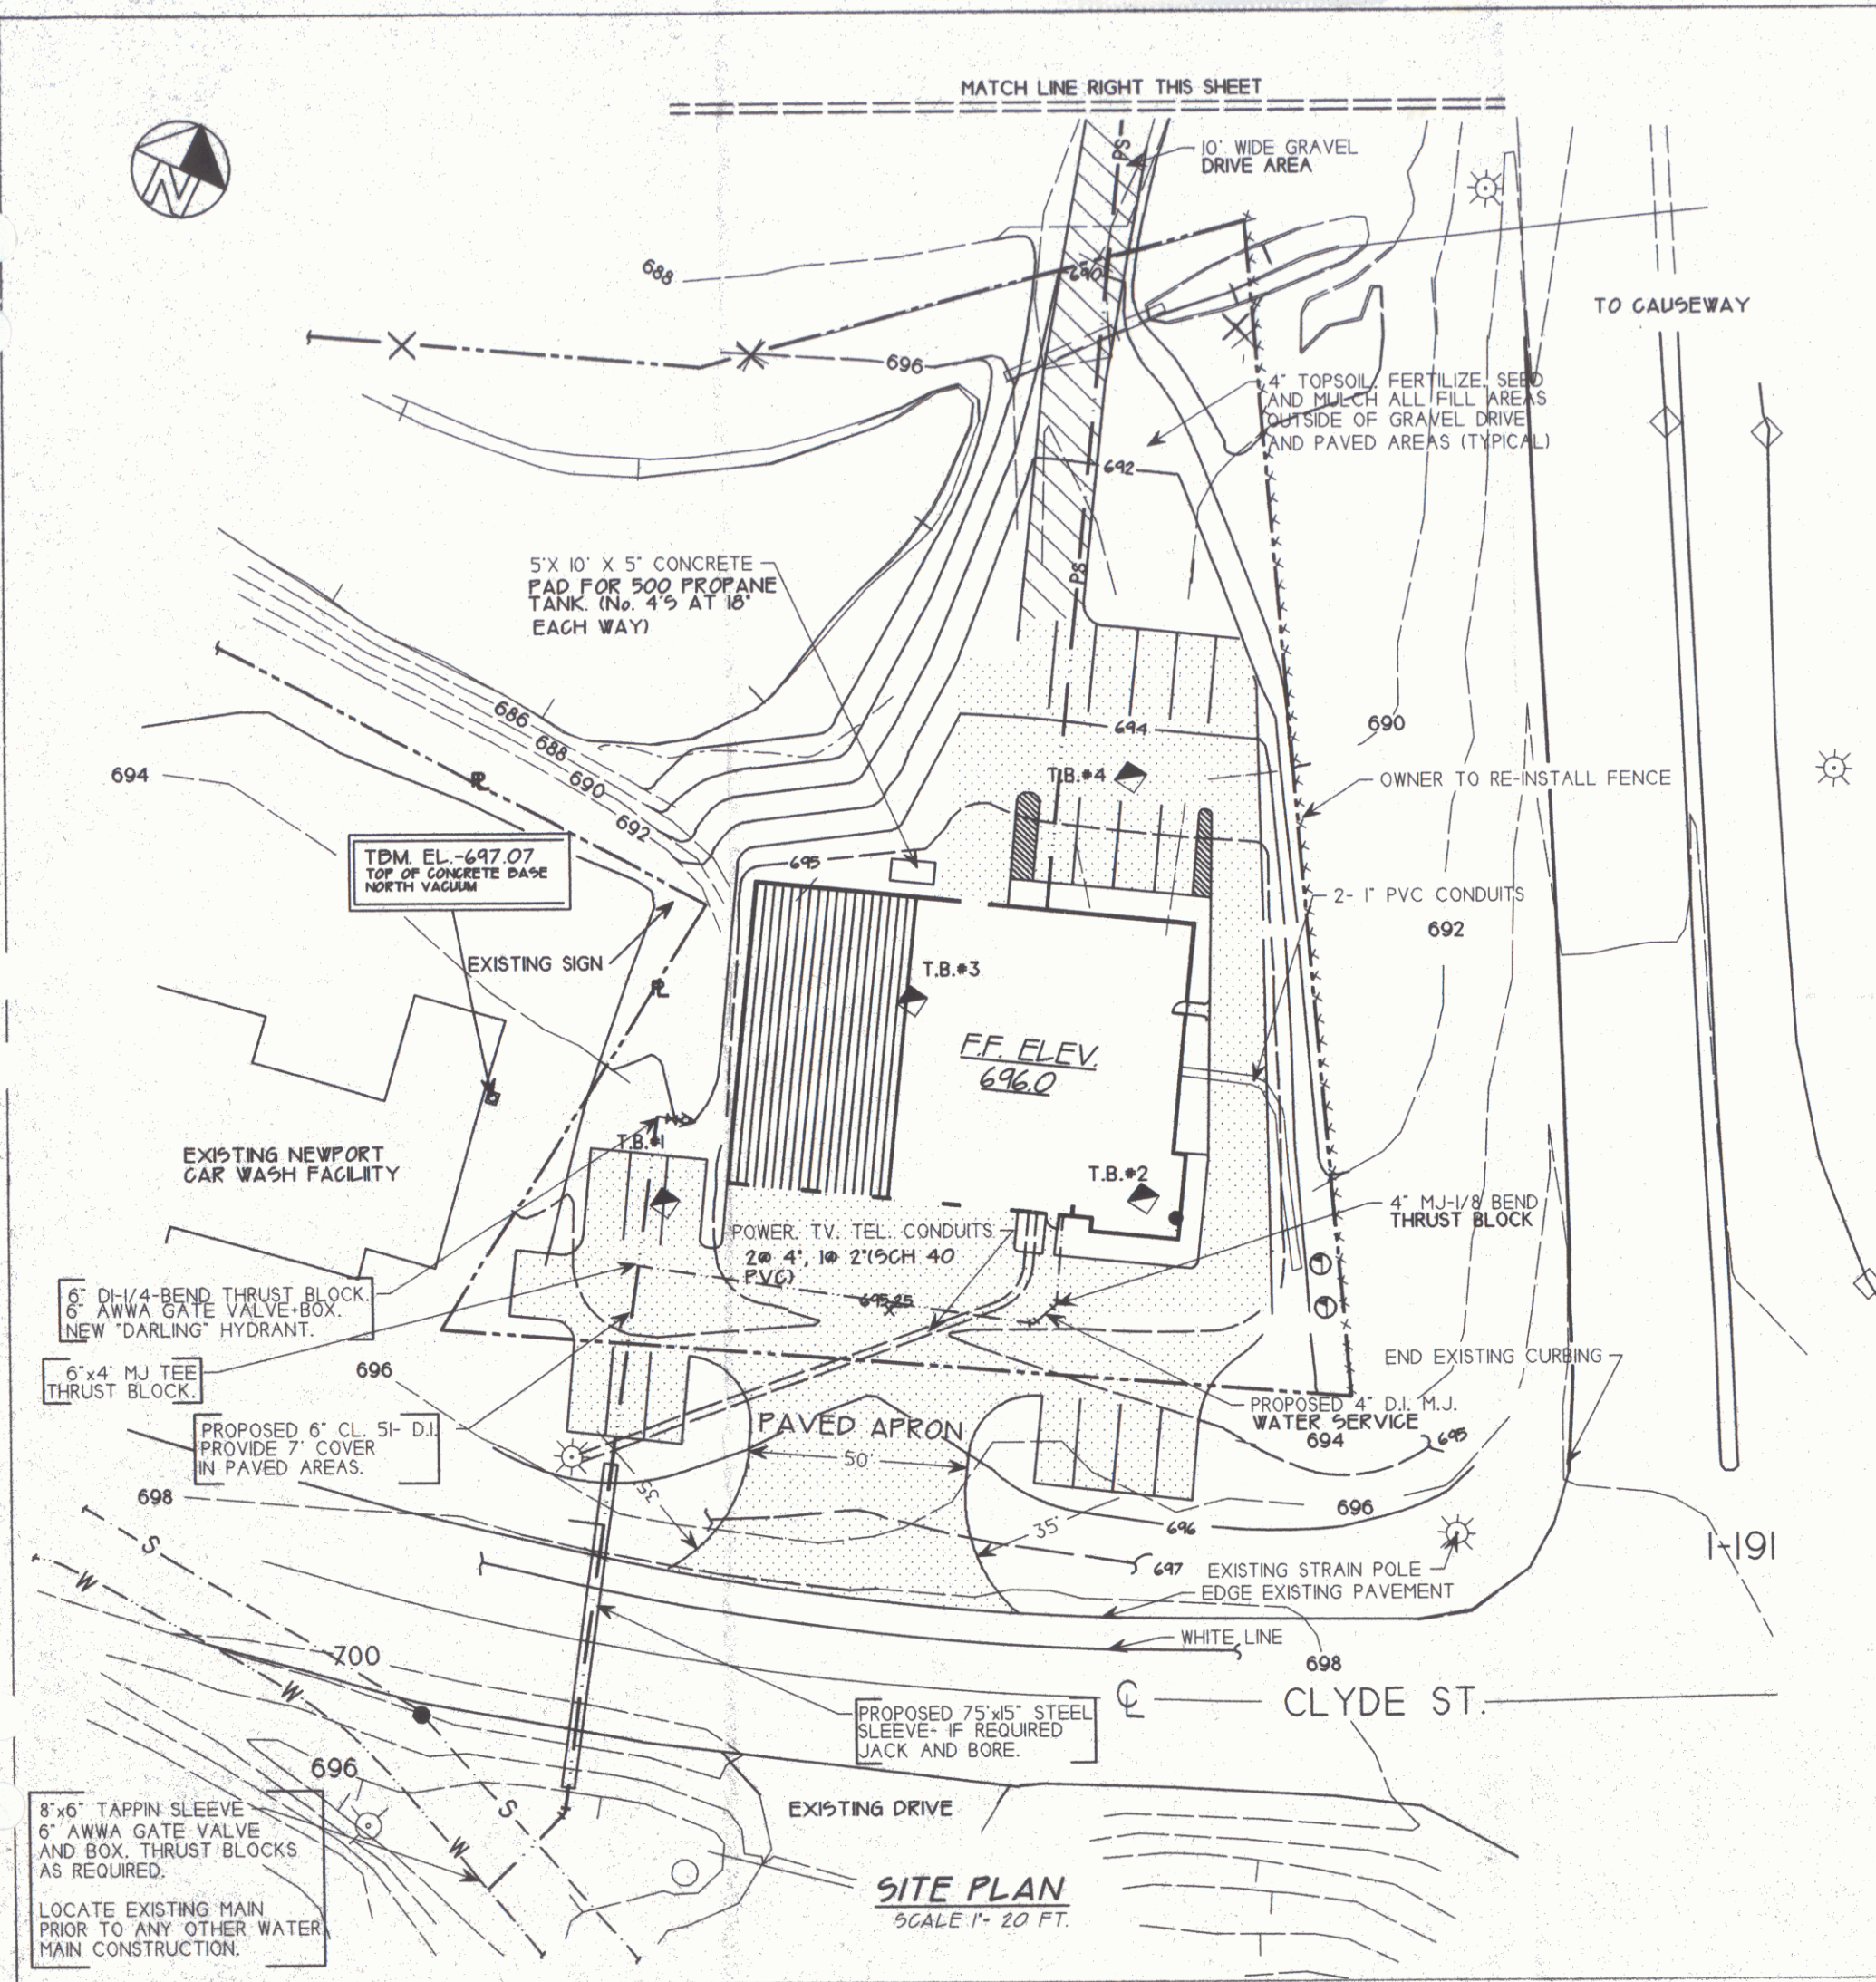 MATCH LINE RIGHT THIS SHEET
N
10' WIDE GRAVEL
DRIVE AREA
PS
688
690
TO CAUSEWAY
696
4" TOPSOIL, FERTILIZE, SEED
AND MULCH ALL FILL AREAS
OUTSIDE OF GRAVEL DRIVE
AND PAVED AREAS (TYPICAL)
692
5'X 10' X 5" CONCRETE
PAD FOR 500 PROPANE
TANK. (No. 4'S AT 18"
EACH WAY)
PS
686
688
690
692
694
690
694
T.B.#4
OWNER TO RE-INSTALL FENCE
PL
TBM. EL.-697.07
TOP OF CONCRETE BASE
NORTH VACUUM
695
2- 1" PVC CONDUITS
692
EXISTING SIGN
PL
T.B.#3
F.F. ELEV.
696.0
T.B.#1
EXISTING NEWPORT
CAR WASH FACILIITY
T.B.#2
4" MJ-1/8 BEND
THRUST BLOCK
POWER. TV. TEL. CONDUITS
2@ 4", 1@ 2"(SCH 40
PVC)
695.25
6" DI-1/4-BEND THRUST BLOCK.
6" AWWA GATE VALVE+BOX.
NEW "DARLING" HYDRANT.
6"x4" MJ TEE
THRUST BLOCK.
696
END EXISTING CURBING
PROPOSED 6" CL. 51- D.I.
PROVIDE 7' COVER
IN PAVED AREAS.
PAVED APRON
50
PROPOSED 4" D.I. M.J.
WATER SERVICE
694
695
698
35'
35'
696
696
697
EXISTING STRAIN POLE
EDGE EXISTING PAVEMENT
I-191
S
W
WHITE LINE
698
700
W
CL
CLYDE ST.
PROPOSED 75'x15" STEEL
SLEEVE- IF REQUIRED
JACK AND BORE.
696
S
W
EXISTING DRIVE
8"x6" TAPPIN SLEEVE
6" AWWA GATE VALVE
AND BOX. THRUST BLOCKS
AS REQUIRED.
LOCATE EXISTING MAIN
PRIOR TO ANY OTHER WATER
MAIN CONSTRUCTION.
SITE PLAN
SCALE 1"- 20 FT.